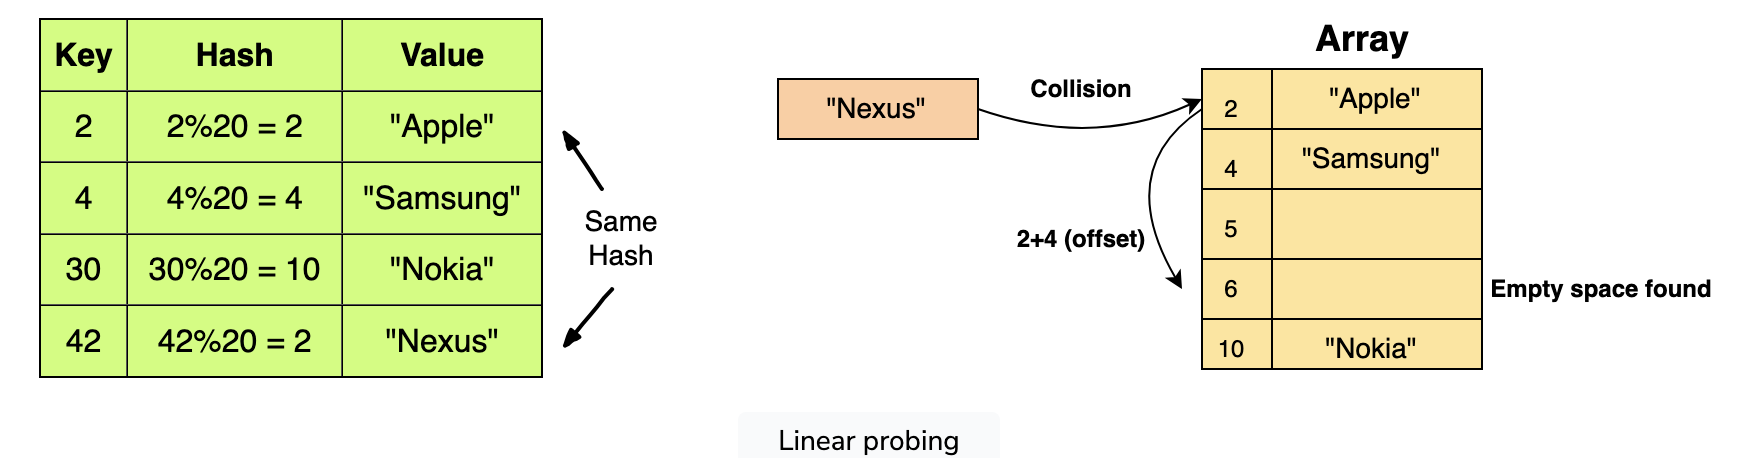 Key Hash Value
2 2%20 = 2 "Apple"
4 4%20 = 4 "Samsung"
30 30%20 = 10 "Nokia"
42 42%20 = 2 "Nexus"
Same
Hash
"Nexus"
Collision
2+4 (offset)
Array
2 "Apple"
4 "Samsung"
5
6
10 "Nokia"
Empty space found
Linear probing